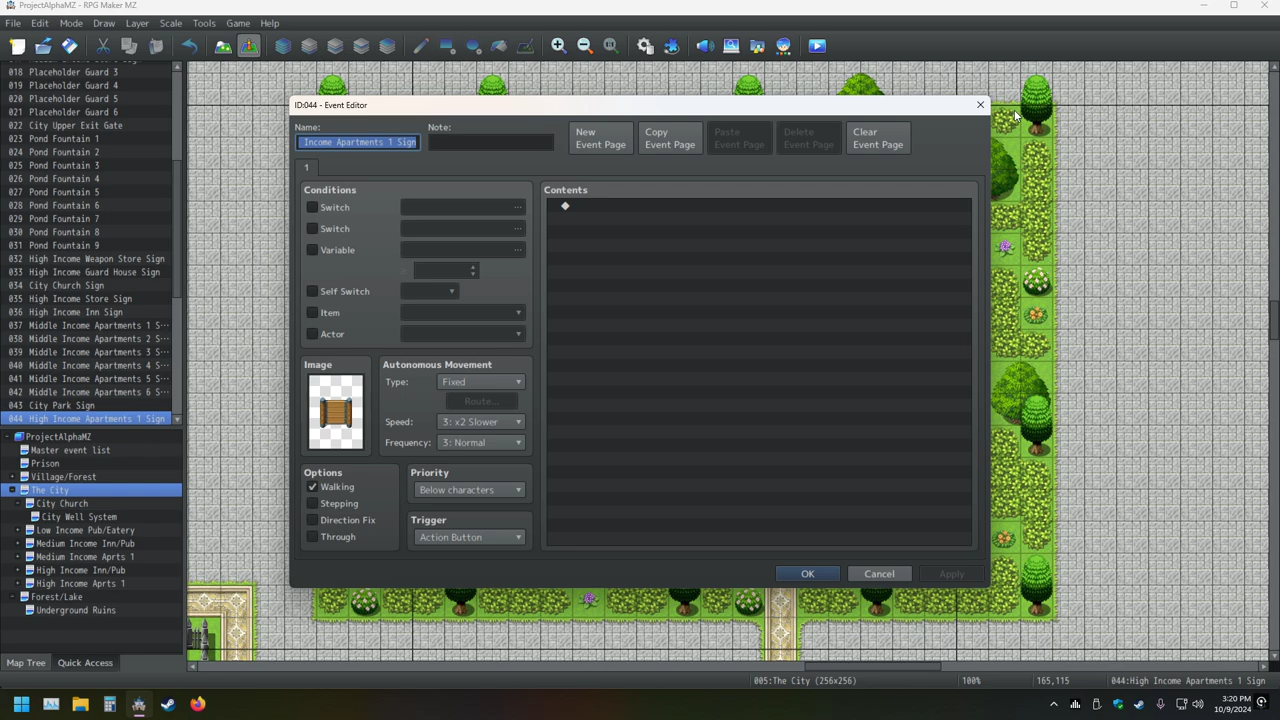 ProjectAlphaMZ - RPG Maker MZ
File Edit Mode Draw Layer Scale Tools Game Help
018 Placeholder Guard 3
019 Placeholder Guard 4
020 Placeholder Guard 5
021 Placeholder Guard 6
022 City Upper Exit Gate
023 Pond Fountain 1
024 Pond Fountain 2
025 Pond Fountain 3
026 Pond Fountain 4
027 Pond Fountain 5
028 Pond Fountain 6
029 Pond Fountain 7
030 Pond Fountain 8
031 Pond Fountain 9
032 High Income Weapon Store Sign
033 High Income Guard House Sign
034 City Church Sign
035 High Income Store Sign
036 High Income Inn Sign
037 Middle Income Apartments 1 S···
038 Middle Income Apartments 2 S···
039 Middle Income Apartments 3 S···
040 Middle Income Apartments 4 S···
041 Middle Income Apartments 5 S···
042 Middle Income Apartments 6 S···
043 City Park Sign
044 High Income Apartments 1 Sign
ProjectAlphaMZ
Master event list
Prison
Village/Forest
The City
City Church
City Well System
Low Income Pub/Eatery
Medium Income Inn/Pub
Medium Income Aprts 1
High Income Inn/Pub
High Income Aprts 1
Forest/Lake
Underground Ruins
Map Tree Quick Access
ID:044 - Event Editor
Name: Note:
Income Apartments 1 Sign
New Event Page
Copy Event Page
Paste Event Page
Delete Event Page
Clear Event Page
1
Conditions
Switch ...
Switch ...
Variable ...
≥
Self Switch
Item
Actor
Image
Autonomous Movement
Type: Fixed
Route...
Speed: 3: x2 Slower
Frequency: 3: Normal
Options
Walking
Stepping
Direction Fix
Through
Priority
Below characters
Trigger
Action Button
Contents
OK Cancel Apply
005:The City (256x256) 100% 165,115 044:High Income Apartments 1 Sign
3:20 PM
10/9/2024